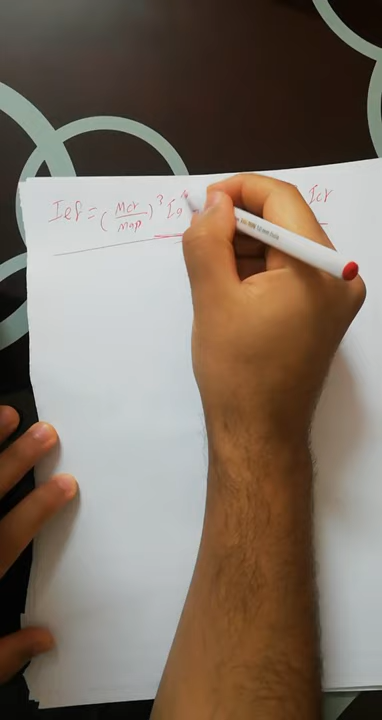 Ief = (Mcr/Map)³ Ig Icr